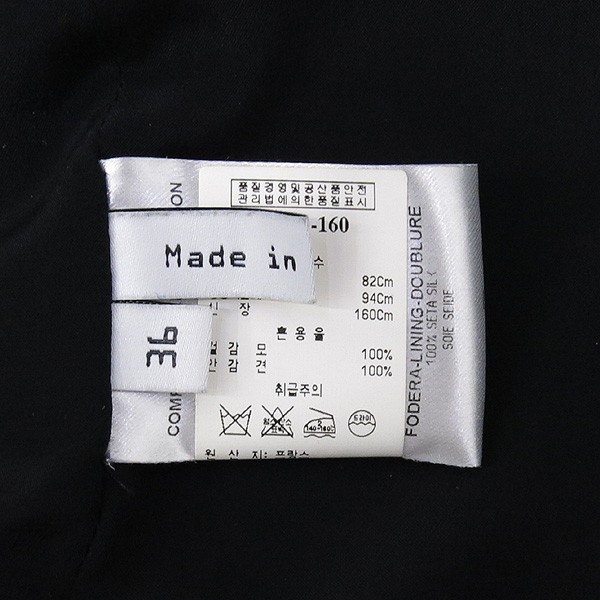 품질경영및공산품안전
관리법에의한품질표시
-160
수
82Cm
94Cm
장 160Cm
혼용율
겉감 모 100%
안감 견 100%
취급주의
드라이
140-160℃
원산지: 프랑스
Made in
36
COMP
ON
FODERA-LINING-DOUBLURE
100% SETA SILK
SOIE SEIDE